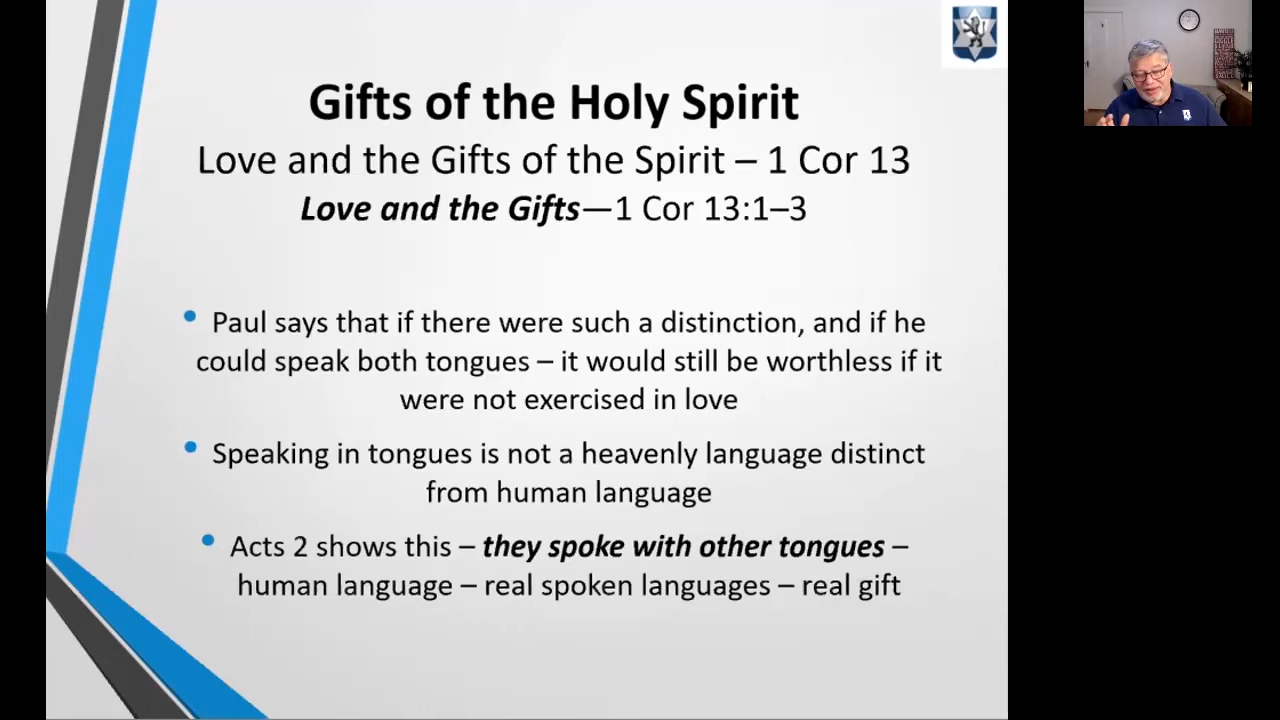 Gifts of the Holy Spirit
Love and the Gifts of the Spirit – 1 Cor 13
Love and the Gifts—1 Cor 13:1–3
• Paul says that if there were such a distinction, and if he
could speak both tongues – it would still be worthless if it
were not exercised in love
• Speaking in tongues is not a heavenly language distinct
from human language
• Acts 2 shows this – they spoke with other tongues –
human language – real spoken languages – real gift